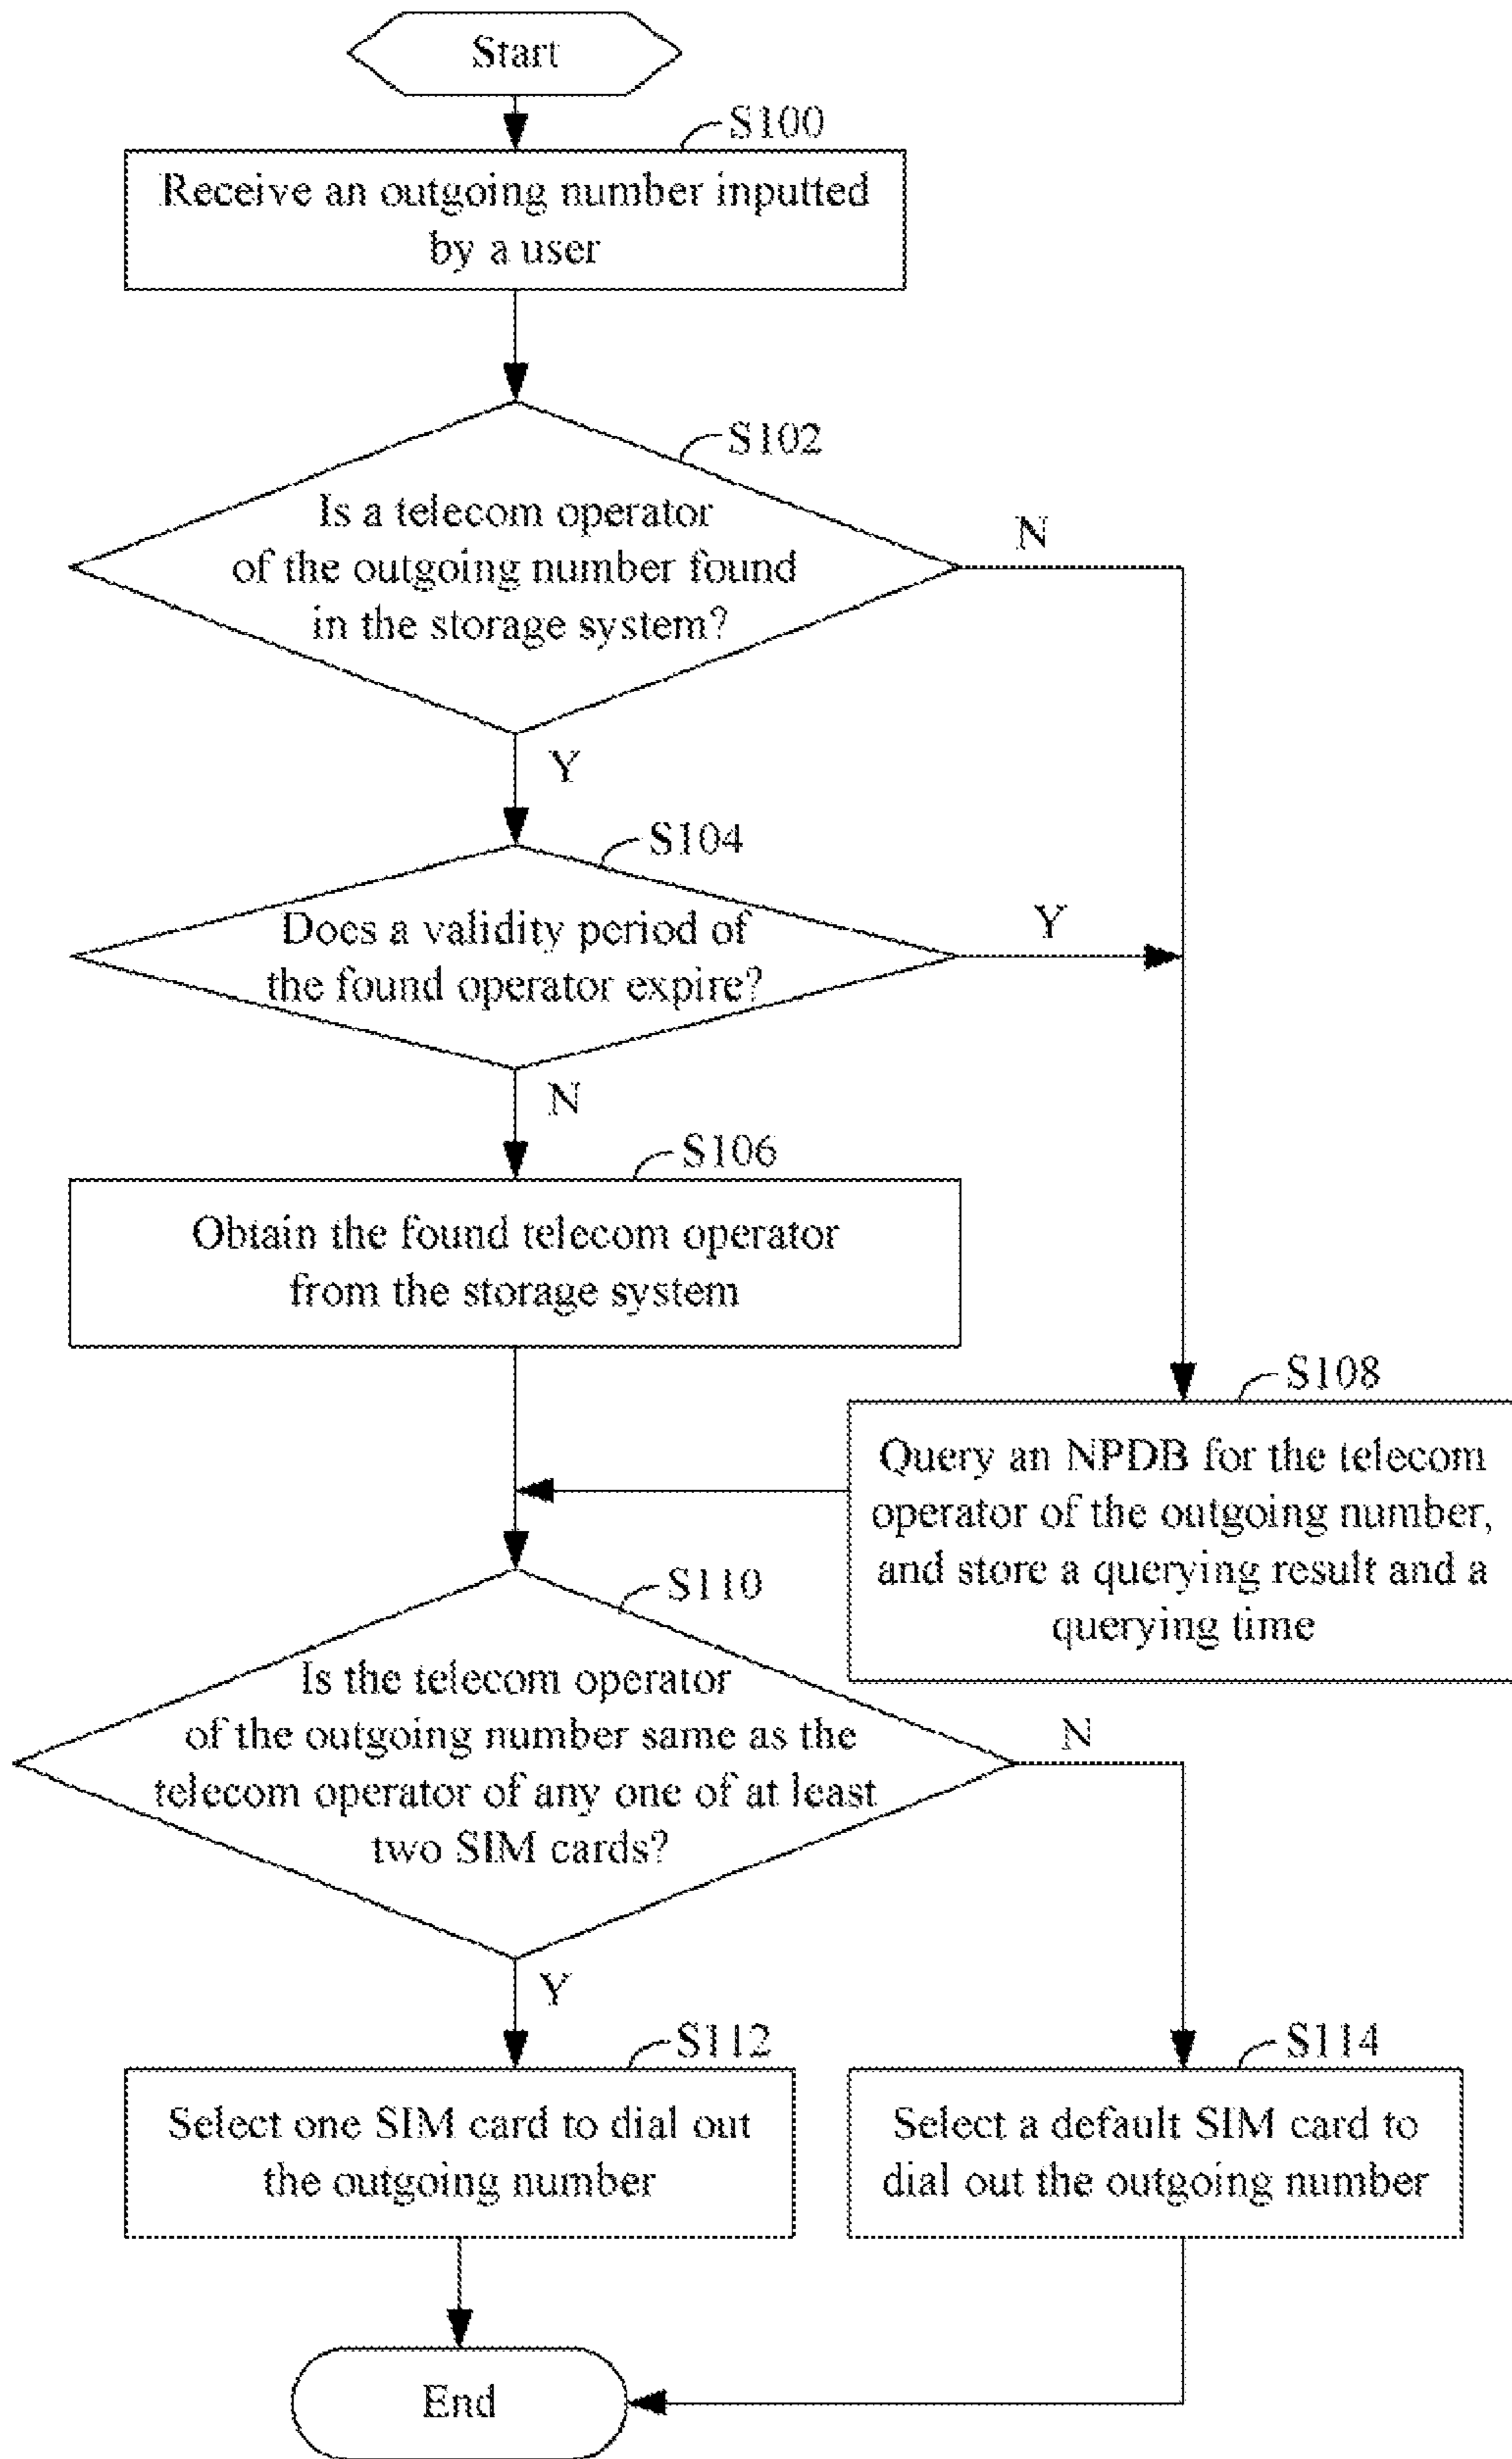 Start
S100
Receive an outgoing number inputted
by a user
S102
Is a telecom operator
of the outgoing number found
in the storage system?
N
Y
S104
Does a validity period of
the found operator expire?
Y
N
S106
Obtain the found telecom operator
from the storage system
S108
Query an NPDB for the telecom
operator of the outgoing number,
and store a querying result and a
querying time
S110
Is the telecom operator
of the outgoing number same as the
telecom operator of any one of at least
two SIM cards?
N
Y
S112
Select one SIM card to dial out
the outgoing number
S114
Select a default SIM card to
dial out the outgoing number
End